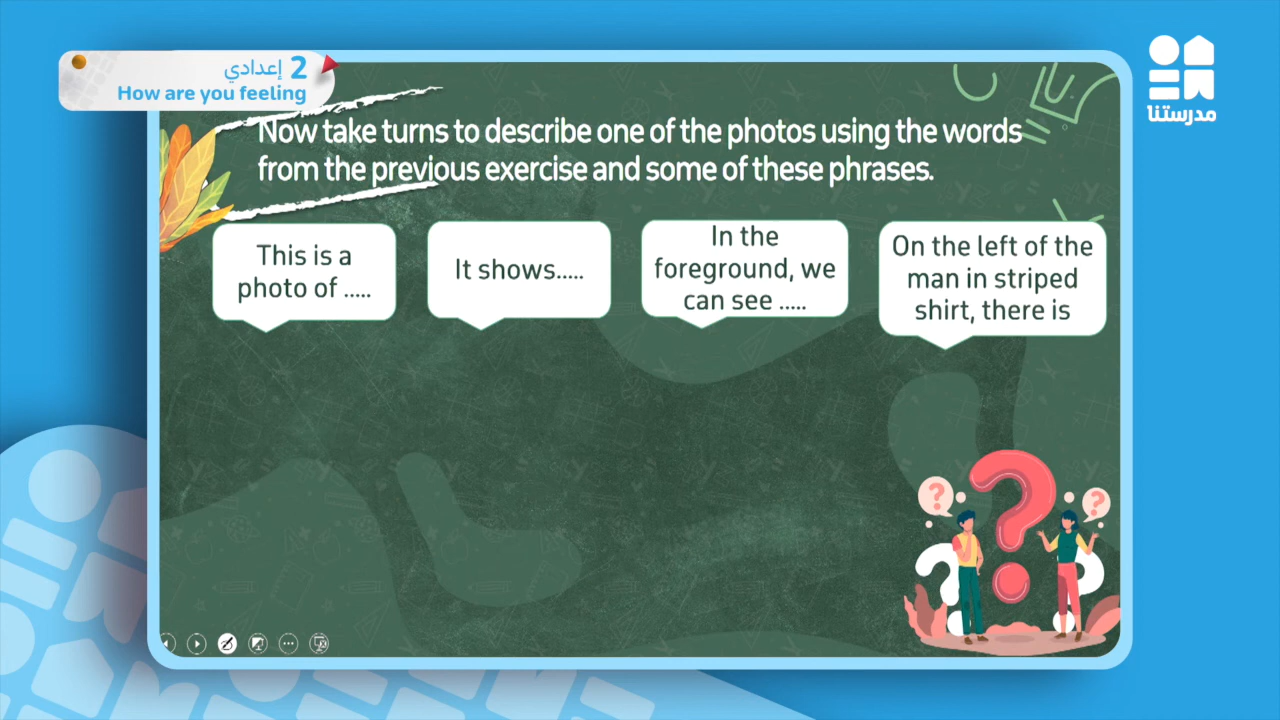 2 إعدادي
How are you feeling
مدرستنا
Now take turns to describe one of the photos using the words
from the previous exercise and some of these phrases.
This is a
photo of .....
It shows.....
In the
foreground, we
can see .....
On the left of the
man in striped
shirt, there is